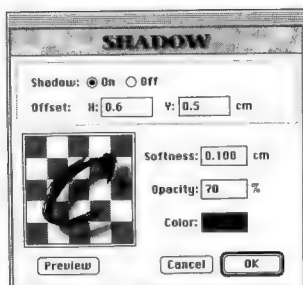 SHADOW
Shadow: On Off
Offset: X: 0.6 Y: 0.5 cm
Softness: 0.100 cm
Opacity: 70 %
Color:
Preview Cancel OK